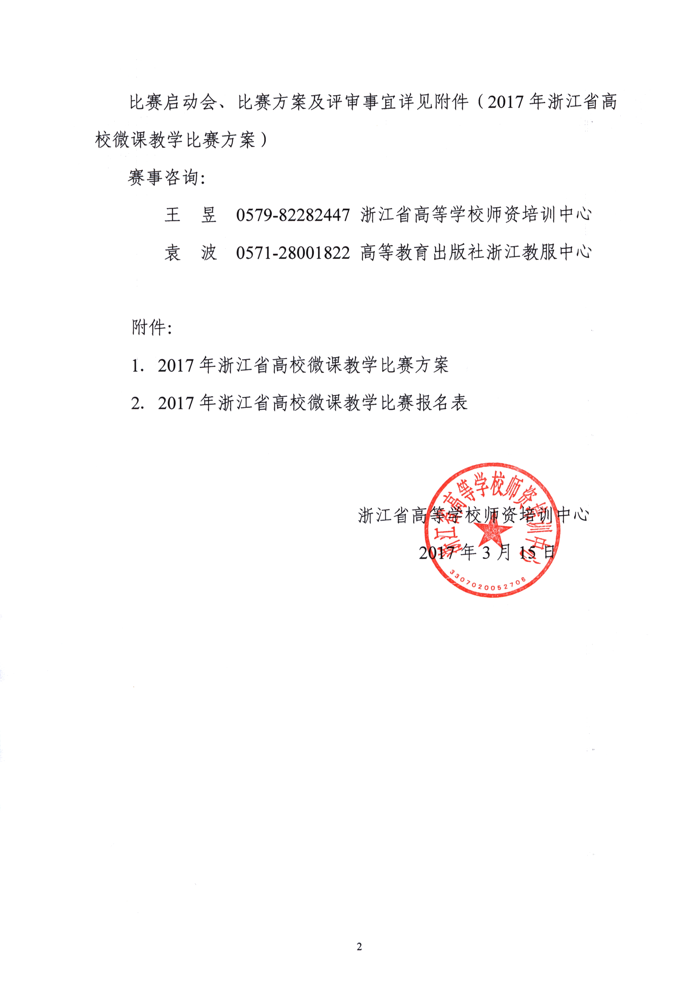 比赛启动会、比赛方案及评审事宜详见附件（2017 年浙江省高
校微课教学比赛方案）
赛事咨询：
王　昱　0579-82282447 浙江省高等学校师资培训中心
袁　波　0571-28001822 高等教育出版社浙江教服中心
附件：
1. 2017 年浙江省高校微课教学比赛方案
2. 2017 年浙江省高校微课教学比赛报名表
浙江省高等学校师资培训中心
浙江省高等学校师资培训中心
2017 年 3 月 15 日
3307020052706
2